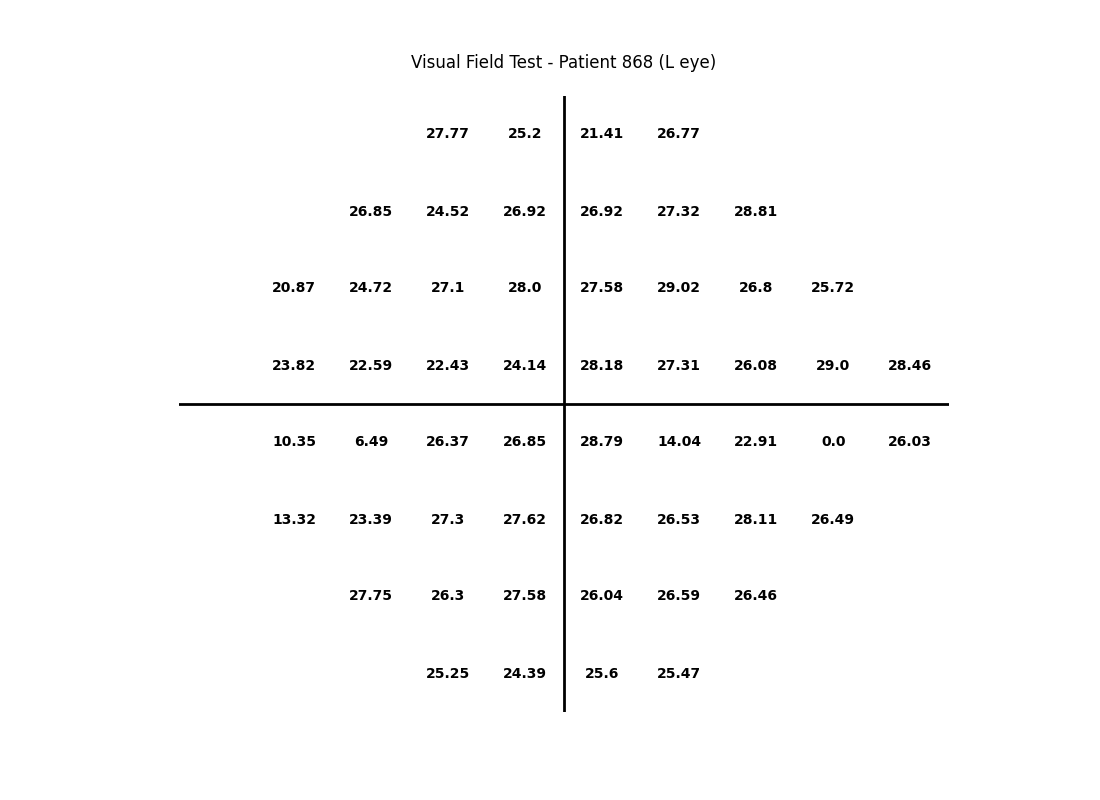 Visual Field Test - Patient 868 (L eye)
27.77 25.2 21.41 26.77
26.85 24.52 26.92 26.92 27.32 28.81
20.87 24.72 27.1 28.0 27.58 29.02 26.8 25.72
23.82 22.59 22.43 24.14 28.18 27.31 26.08 29.0 28.46
10.35 6.49 26.37 26.85 28.79 14.04 22.91 0.0 26.03
13.32 23.39 27.3 27.62 26.82 26.53 28.11 26.49
27.75 26.3 27.58 26.04 26.59 26.46
25.25 24.39 25.6 25.47